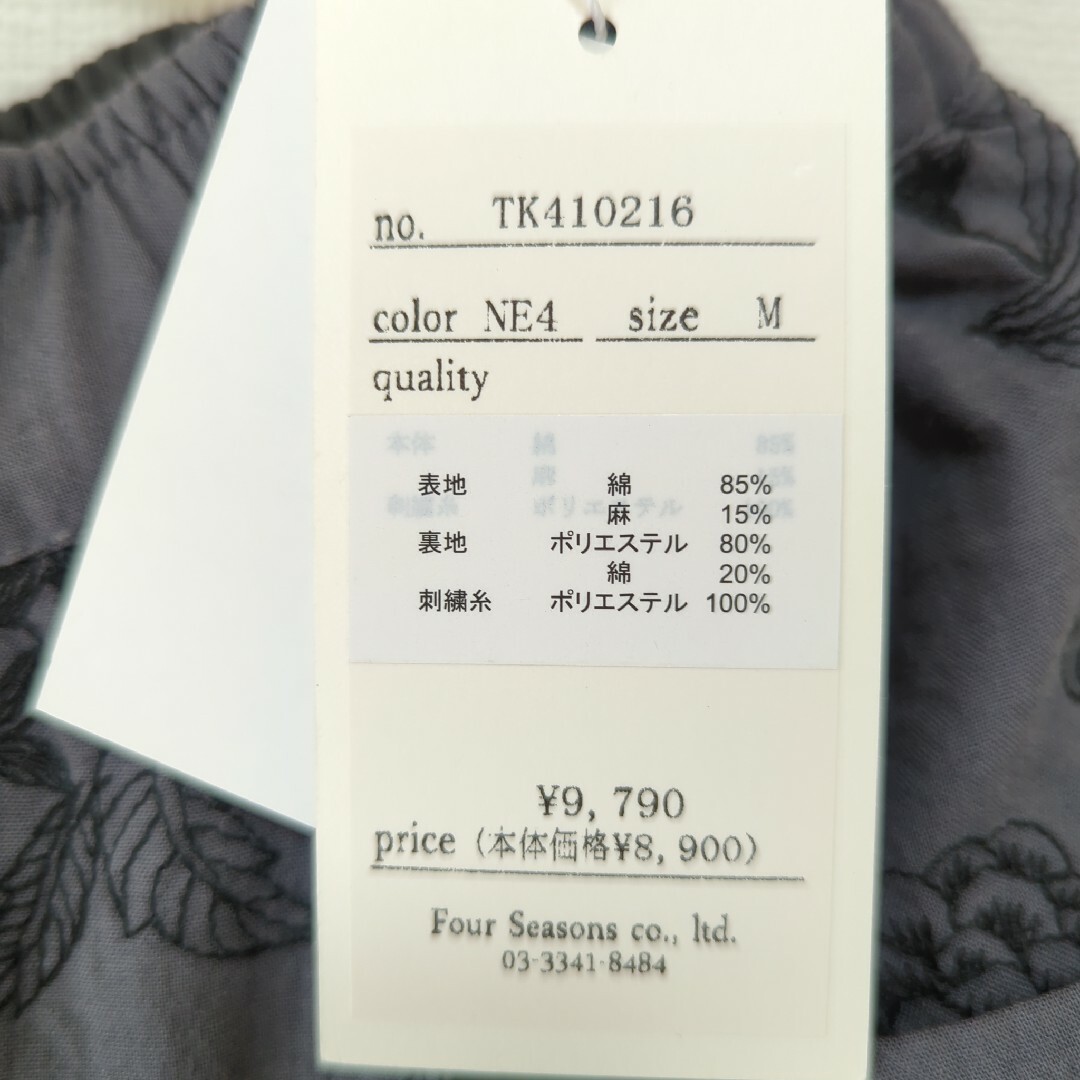 no. TK410216
color NE4 size M
quality
表地 綿 85%
麻 15%
裏地 ポリエステル 80%
綿 20%
刺繍糸 ポリエステル 100%
¥9,790
price (本体価格¥8,900)
Four Seasons co., ltd.
03-3341-8484